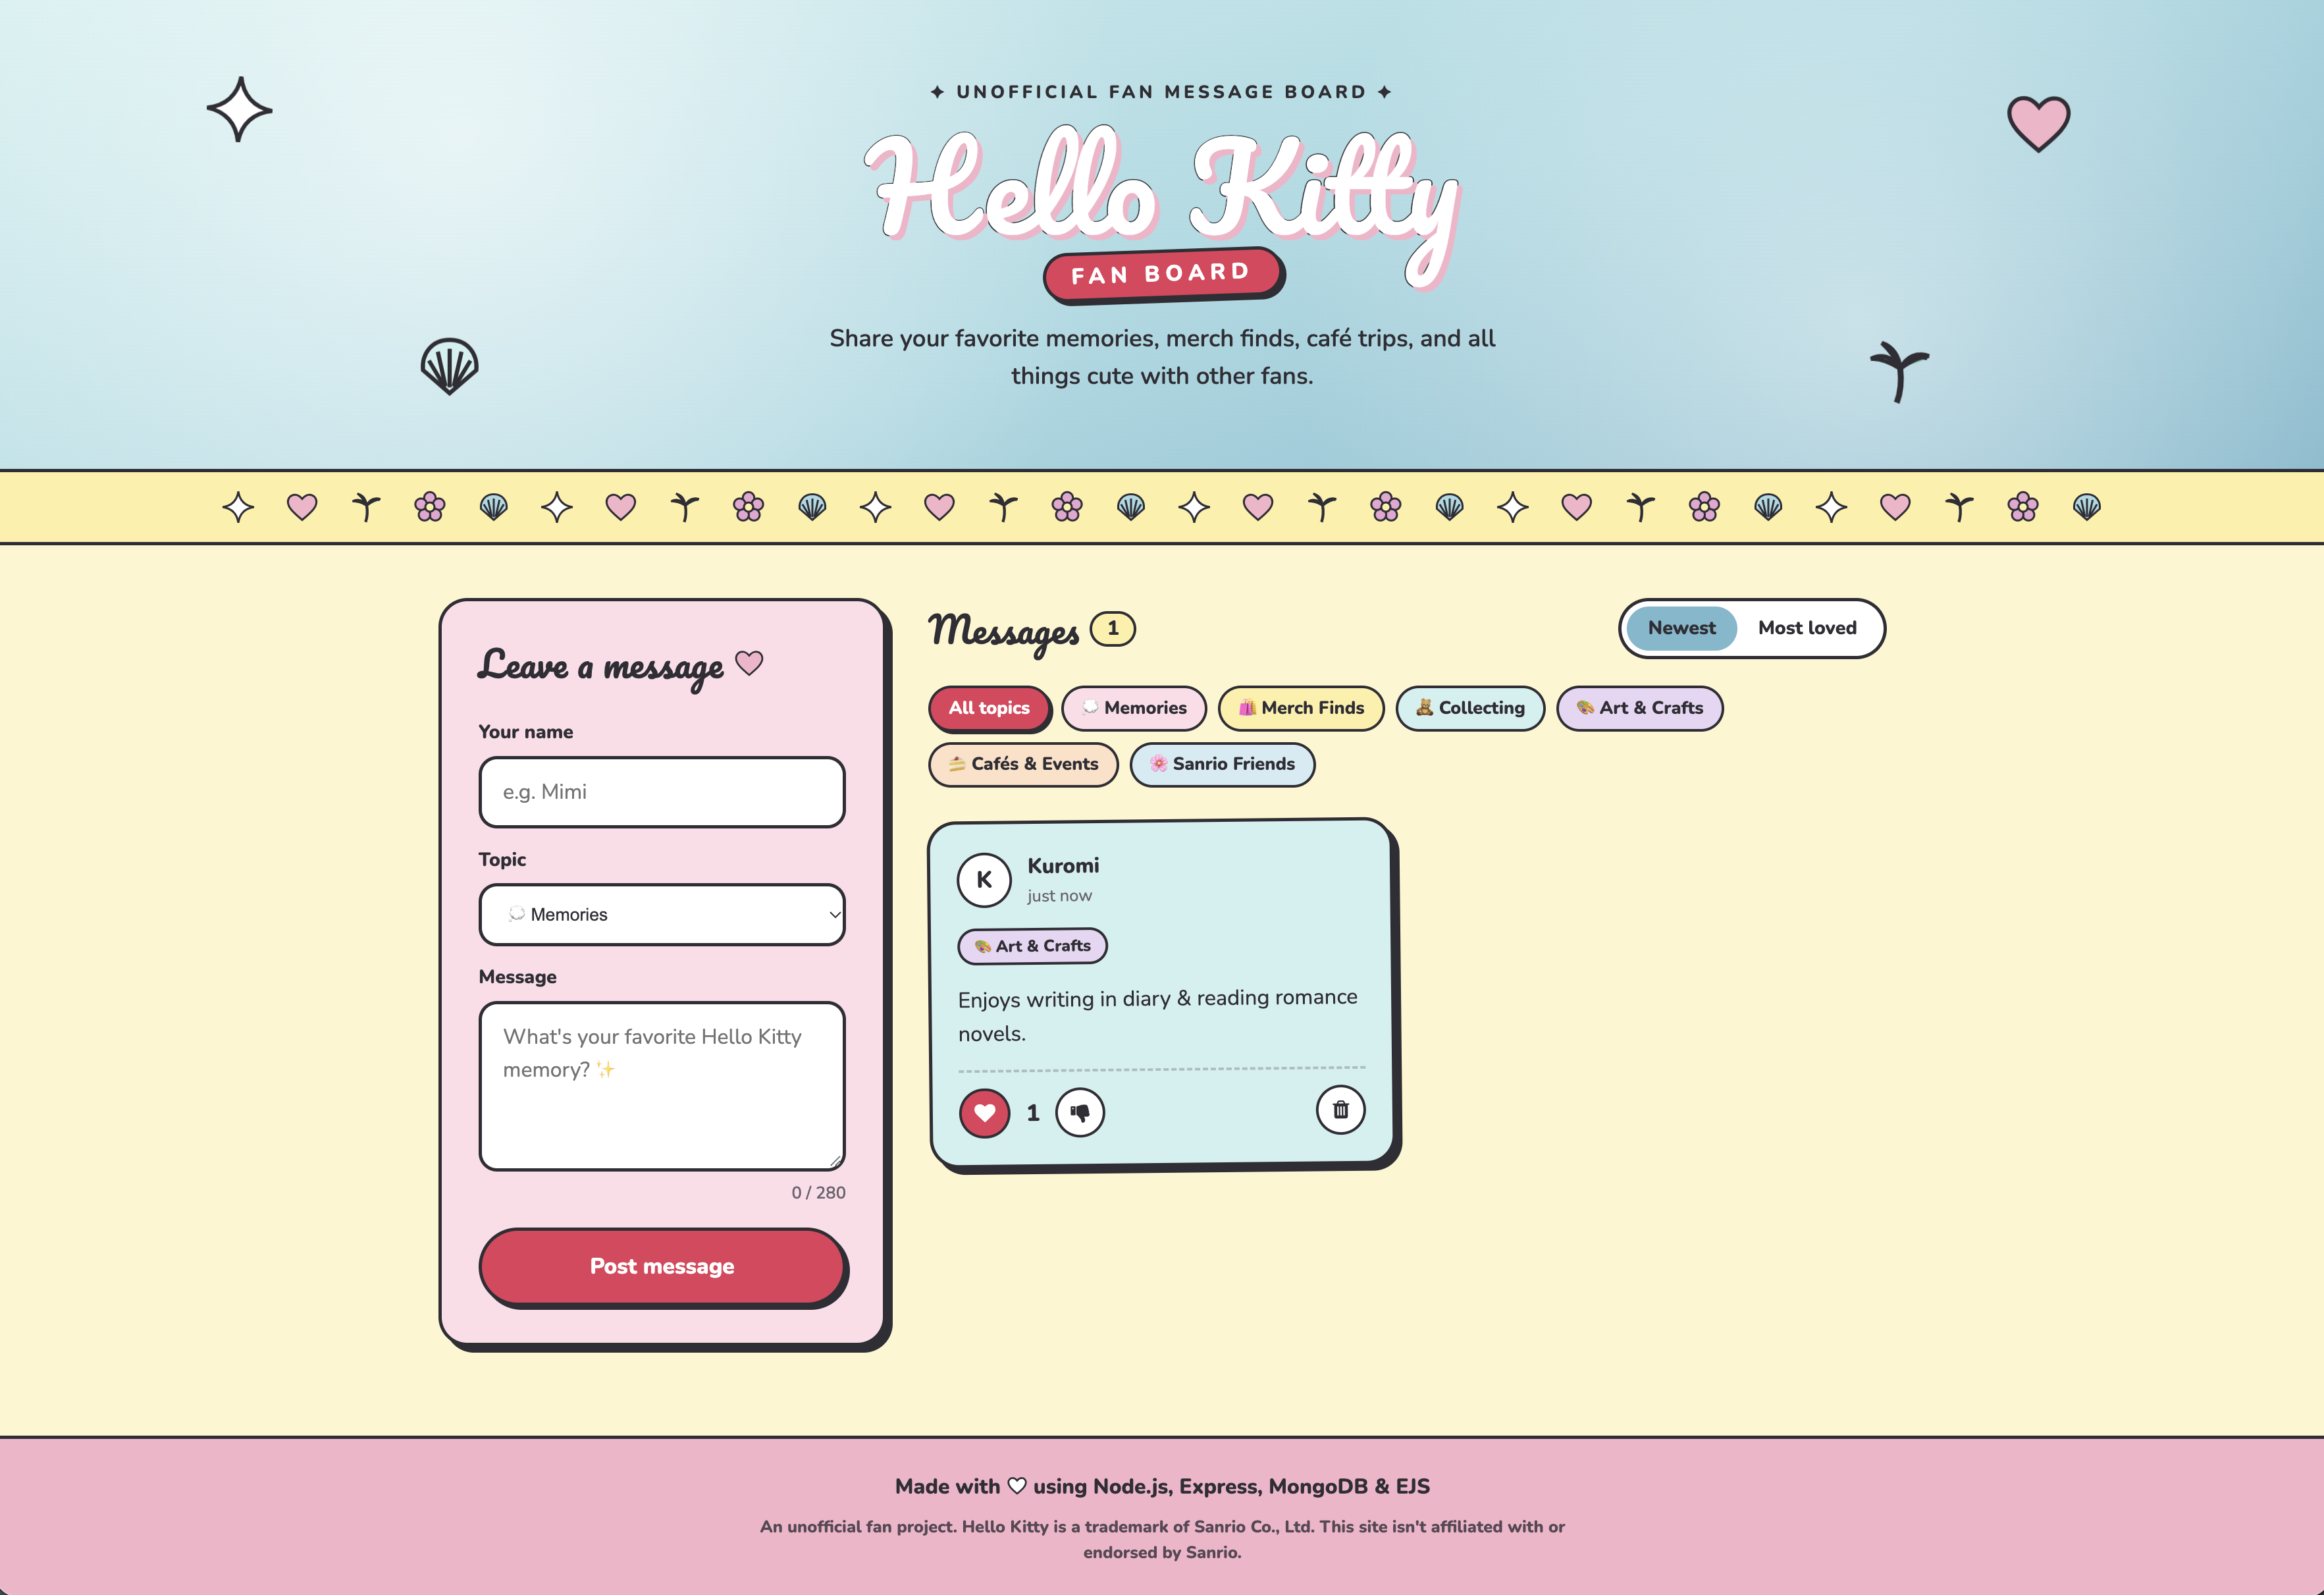 ✦ UNOFFICIAL FAN MESSAGE BOARD ✦
Hello Kitty
FAN BOARD
Share your favorite memories, merch finds, café trips, and all
things cute with other fans.
Leave a message
Your name
e.g. Mimi
Topic
💭 Memories
Message
What's your favorite Hello Kitty
memory? ✨
0 / 280
Post message
Messages 1
Newest Most loved
All topics 💭 Memories 🛍️ Merch Finds 🧸 Collecting 🎨 Art & Crafts
🍰 Cafés & Events 🌸 Sanrio Friends
K Kuromi
just now
🎨 Art & Crafts
Enjoys writing in diary & reading romance
novels.
1
Made with ♡ using Node.js, Express, MongoDB & EJS
An unofficial fan project. Hello Kitty is a trademark of Sanrio Co., Ltd. This site isn't affiliated with or
endorsed by Sanrio.